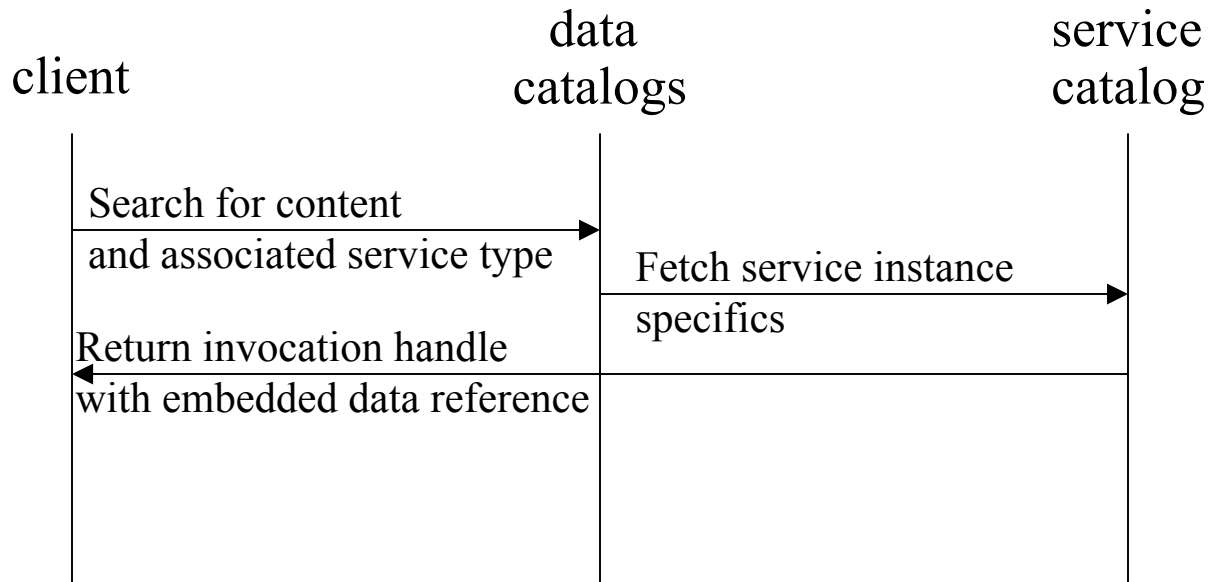 client
data
catalogs
service
catalog
Search for content
and associated service type
Fetch service instance
specifics
Return invocation handle
with embedded data reference